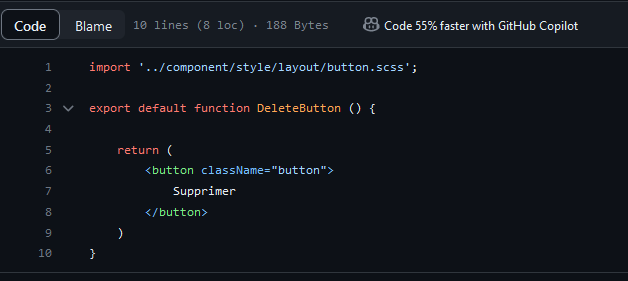 Code Blame 10 lines (8 loc) · 188 Bytes Code 55% faster with GitHub Copilot
1 import '../component/style/layout/button.scss';
2
3 export default function DeleteButton () {
4
5 return (
6 <button className="button">
7 Supprimer
8 </button>
9 )
10 }